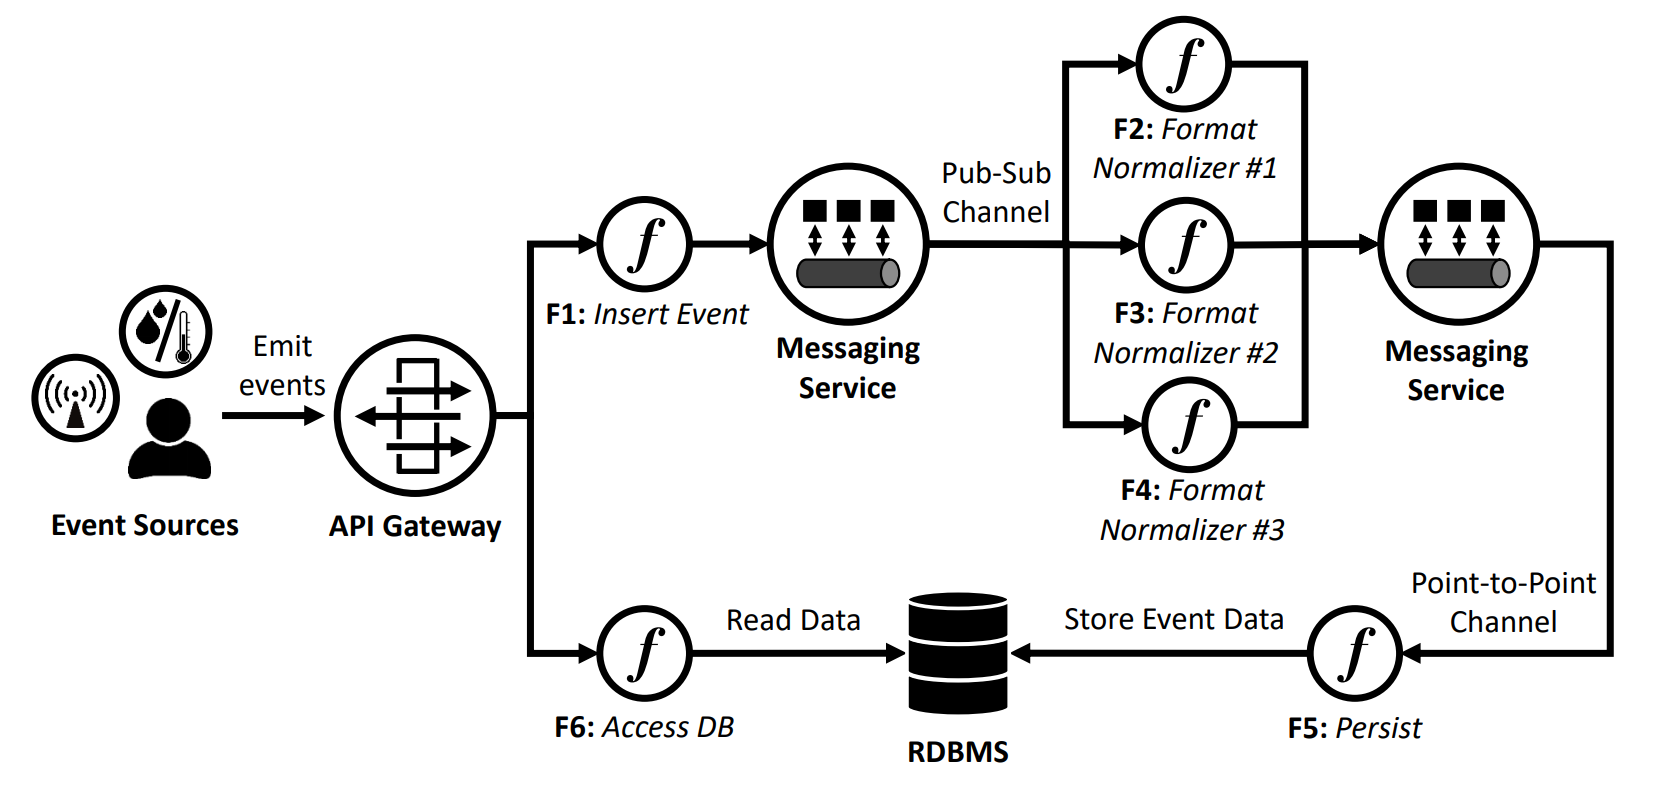 Emit
events
Event Sources
API Gateway
F1: Insert Event
Messaging
Service
Pub-Sub
Channel
F2: Format
Normalizer #1
F3: Format
Normalizer #2
F4: Format
Normalizer #3
Messaging
Service
Point-to-Point
Channel
F5: Persist
Store Event Data
RDBMS
Read Data
F6: Access DB